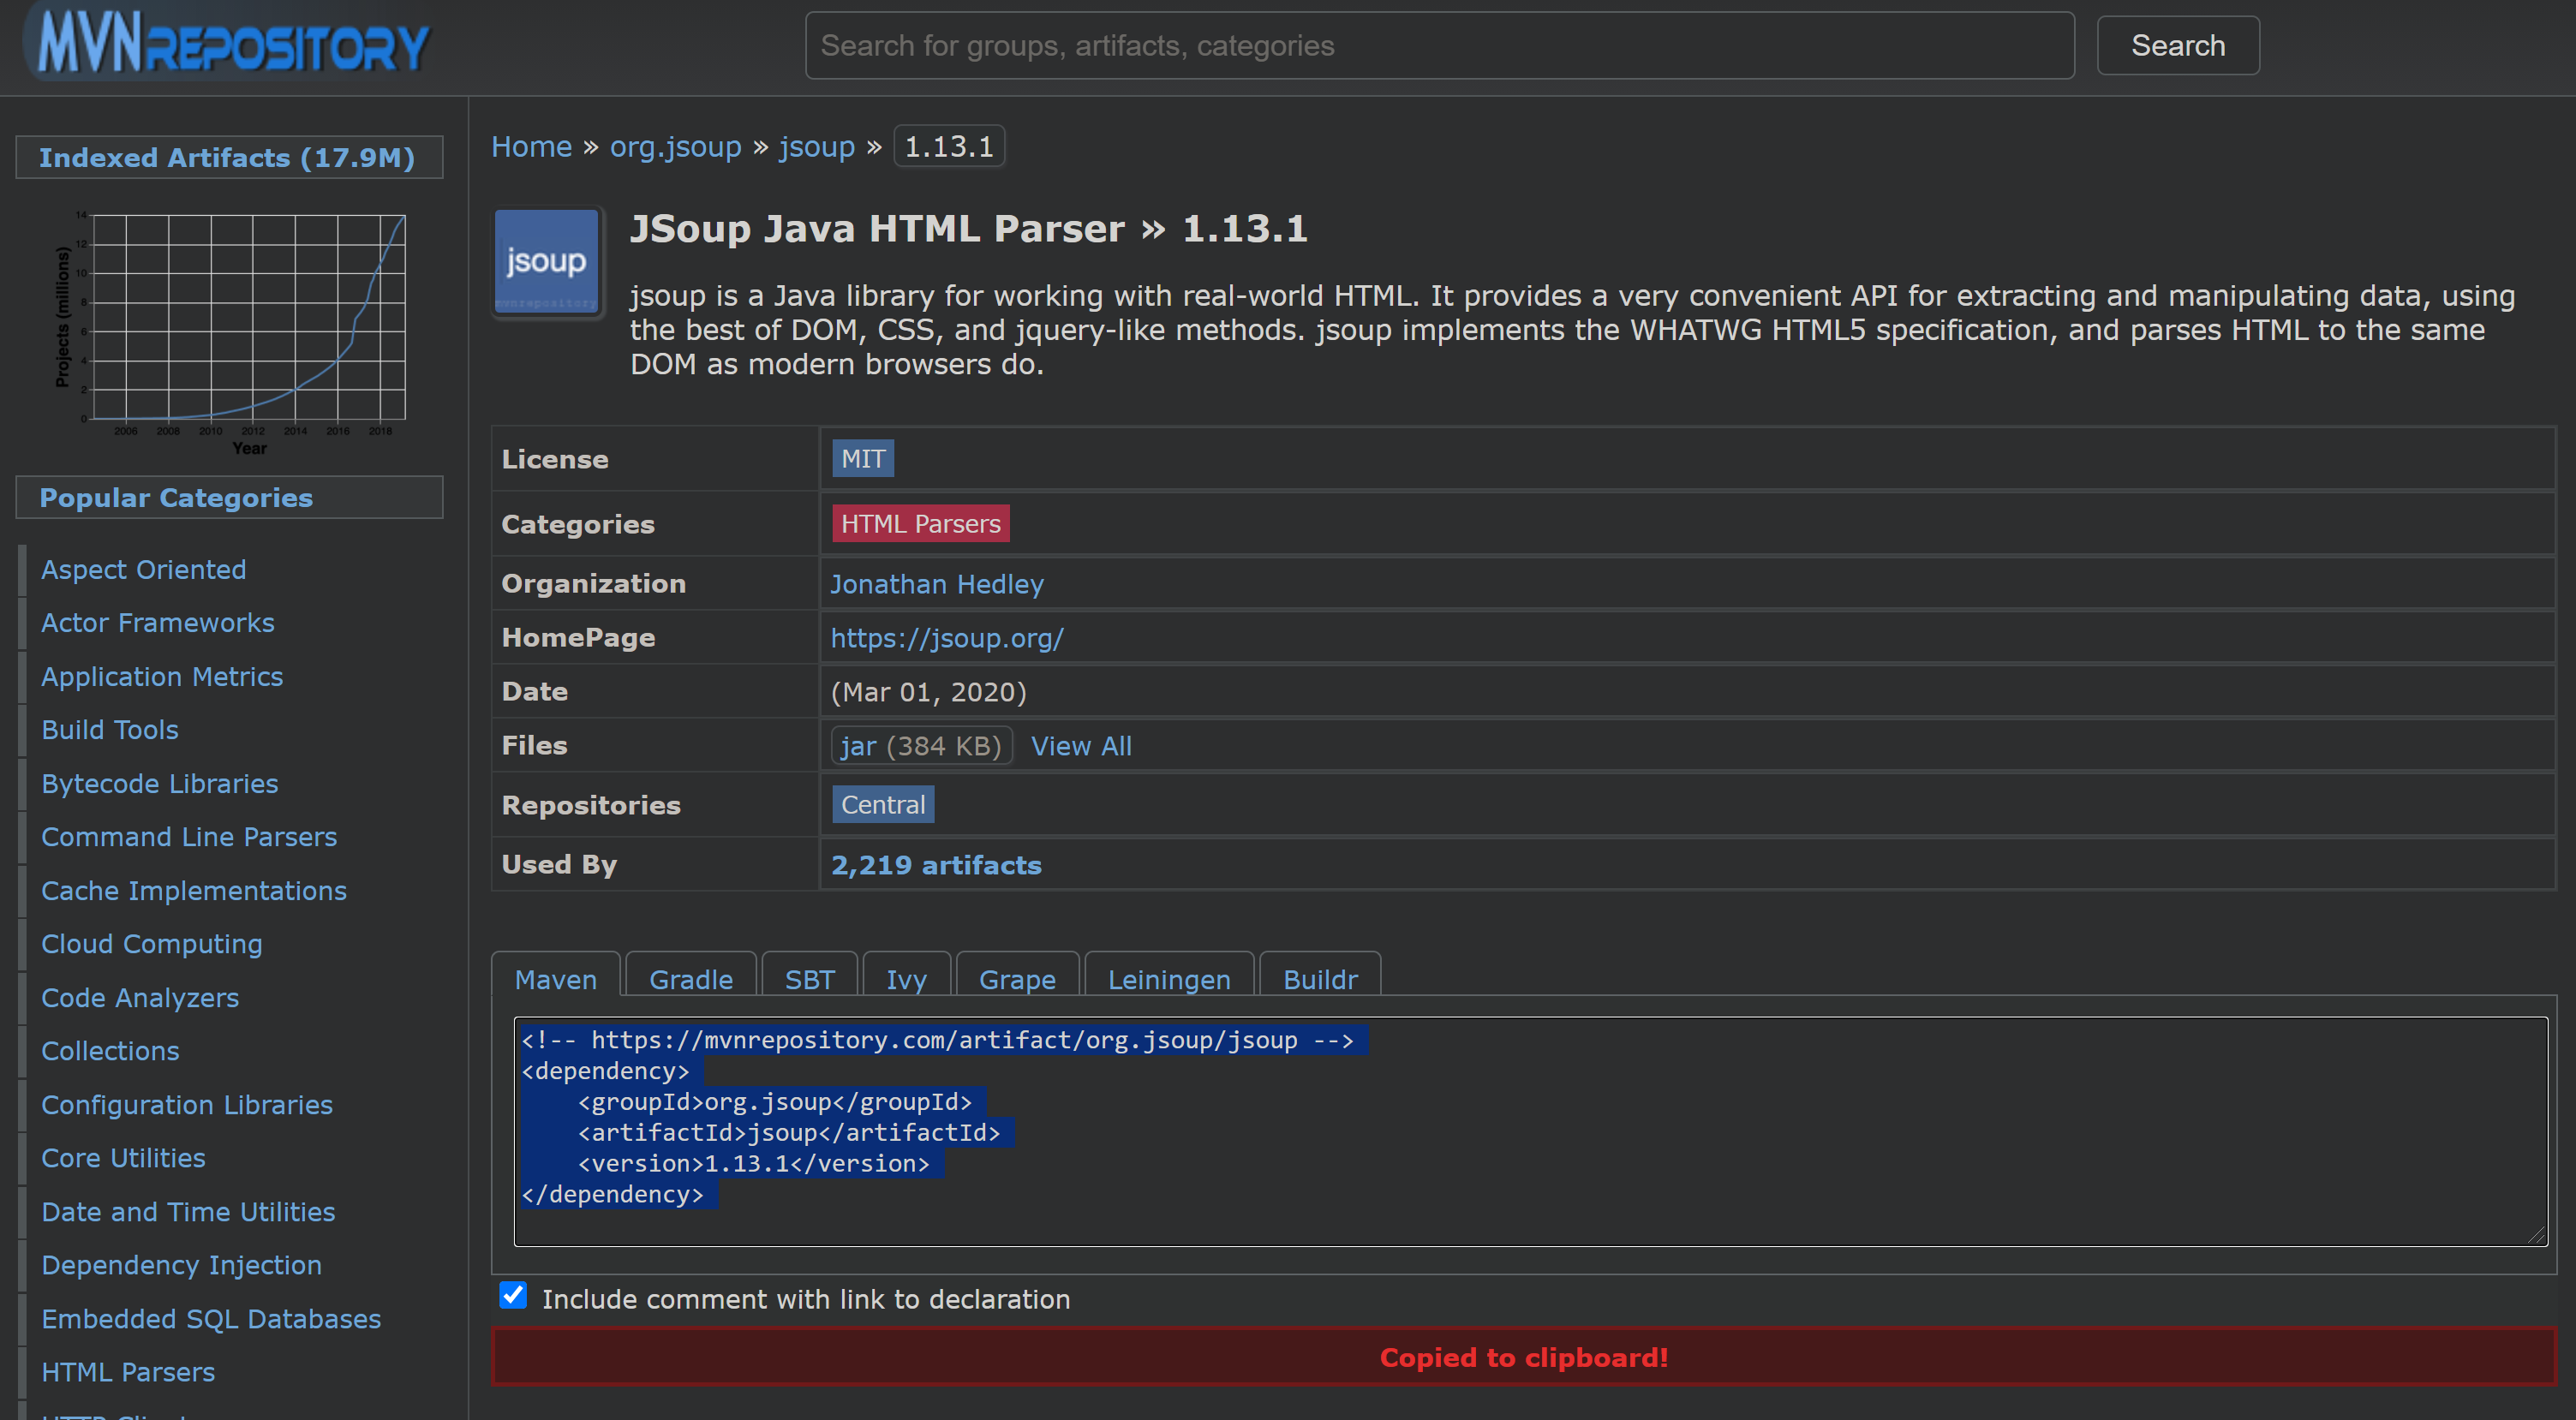 MVNREPOSITORY
Search for groups, artifacts, categories
Search
Indexed Artifacts (17.9M)
Projects (millions)
14
12
10
8
6
4
2
0
2006 2008 2010 2012 2014 2016 2018
Year
Popular Categories
Aspect Oriented
Actor Frameworks
Application Metrics
Build Tools
Bytecode Libraries
Command Line Parsers
Cache Implementations
Cloud Computing
Code Analyzers
Collections
Configuration Libraries
Core Utilities
Date and Time Utilities
Dependency Injection
Embedded SQL Databases
HTML Parsers
Home » org.jsoup » jsoup » 1.13.1
jsoup
mvnrepository
JSoup Java HTML Parser » 1.13.1
jsoup is a Java library for working with real-world HTML. It provides a very convenient API for extracting and manipulating data, using
the best of DOM, CSS, and jquery-like methods. jsoup implements the WHATWG HTML5 specification, and parses HTML to the same
DOM as modern browsers do.
License MIT
Categories HTML Parsers
Organization Jonathan Hedley
HomePage https://jsoup.org/
Date (Mar 01, 2020)
Files jar (384 KB) View All
Repositories Central
Used By 2,219 artifacts
Maven Gradle SBT Ivy Grape Leiningen Buildr
<!-- https://mvnrepository.com/artifact/org.jsoup/jsoup -->
<dependency>
    <groupId>org.jsoup</groupId>
    <artifactId>jsoup</artifactId>
    <version>1.13.1</version>
</dependency>
Include comment with link to declaration
Copied to clipboard!